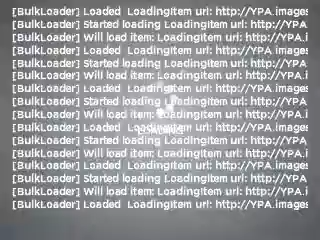 [BulkLoader] Loaded LoadingItem url: http://YPA.images
[BulkLoader] Started loading LoadingItem url: http://YPA
[BulkLoader] Will load item: LoadingItem url: http://YPA.i
[BulkLoader] Loaded LoadingItem url: http://YPA.images
[BulkLoader] Started loading LoadingItem url: http://YPA
[BulkLoader] Will load item: LoadingItem url: http://YPA.i
[BulkLoader] Loaded LoadingItem url: http://YPA.images
[BulkLoader] Started loading LoadingItem url: http://YPA
[BulkLoader] Will load item: LoadingItem url: http://YPA.i
[BulkLoader] Loaded LoadingItem url: http://YPA.images
LOADING
[BulkLoader] Started loading LoadingItem url: http://YPA
[BulkLoader] Will load item: LoadingItem url: http://YPA.i
[BulkLoader] Loaded LoadingItem url: http://YPA.images
[BulkLoader] Started loading LoadingItem url: http://YPA
[BulkLoader] Will load item: LoadingItem url: http://YPA.i
[BulkLoader] Loaded LoadingItem url: http://YPA.images